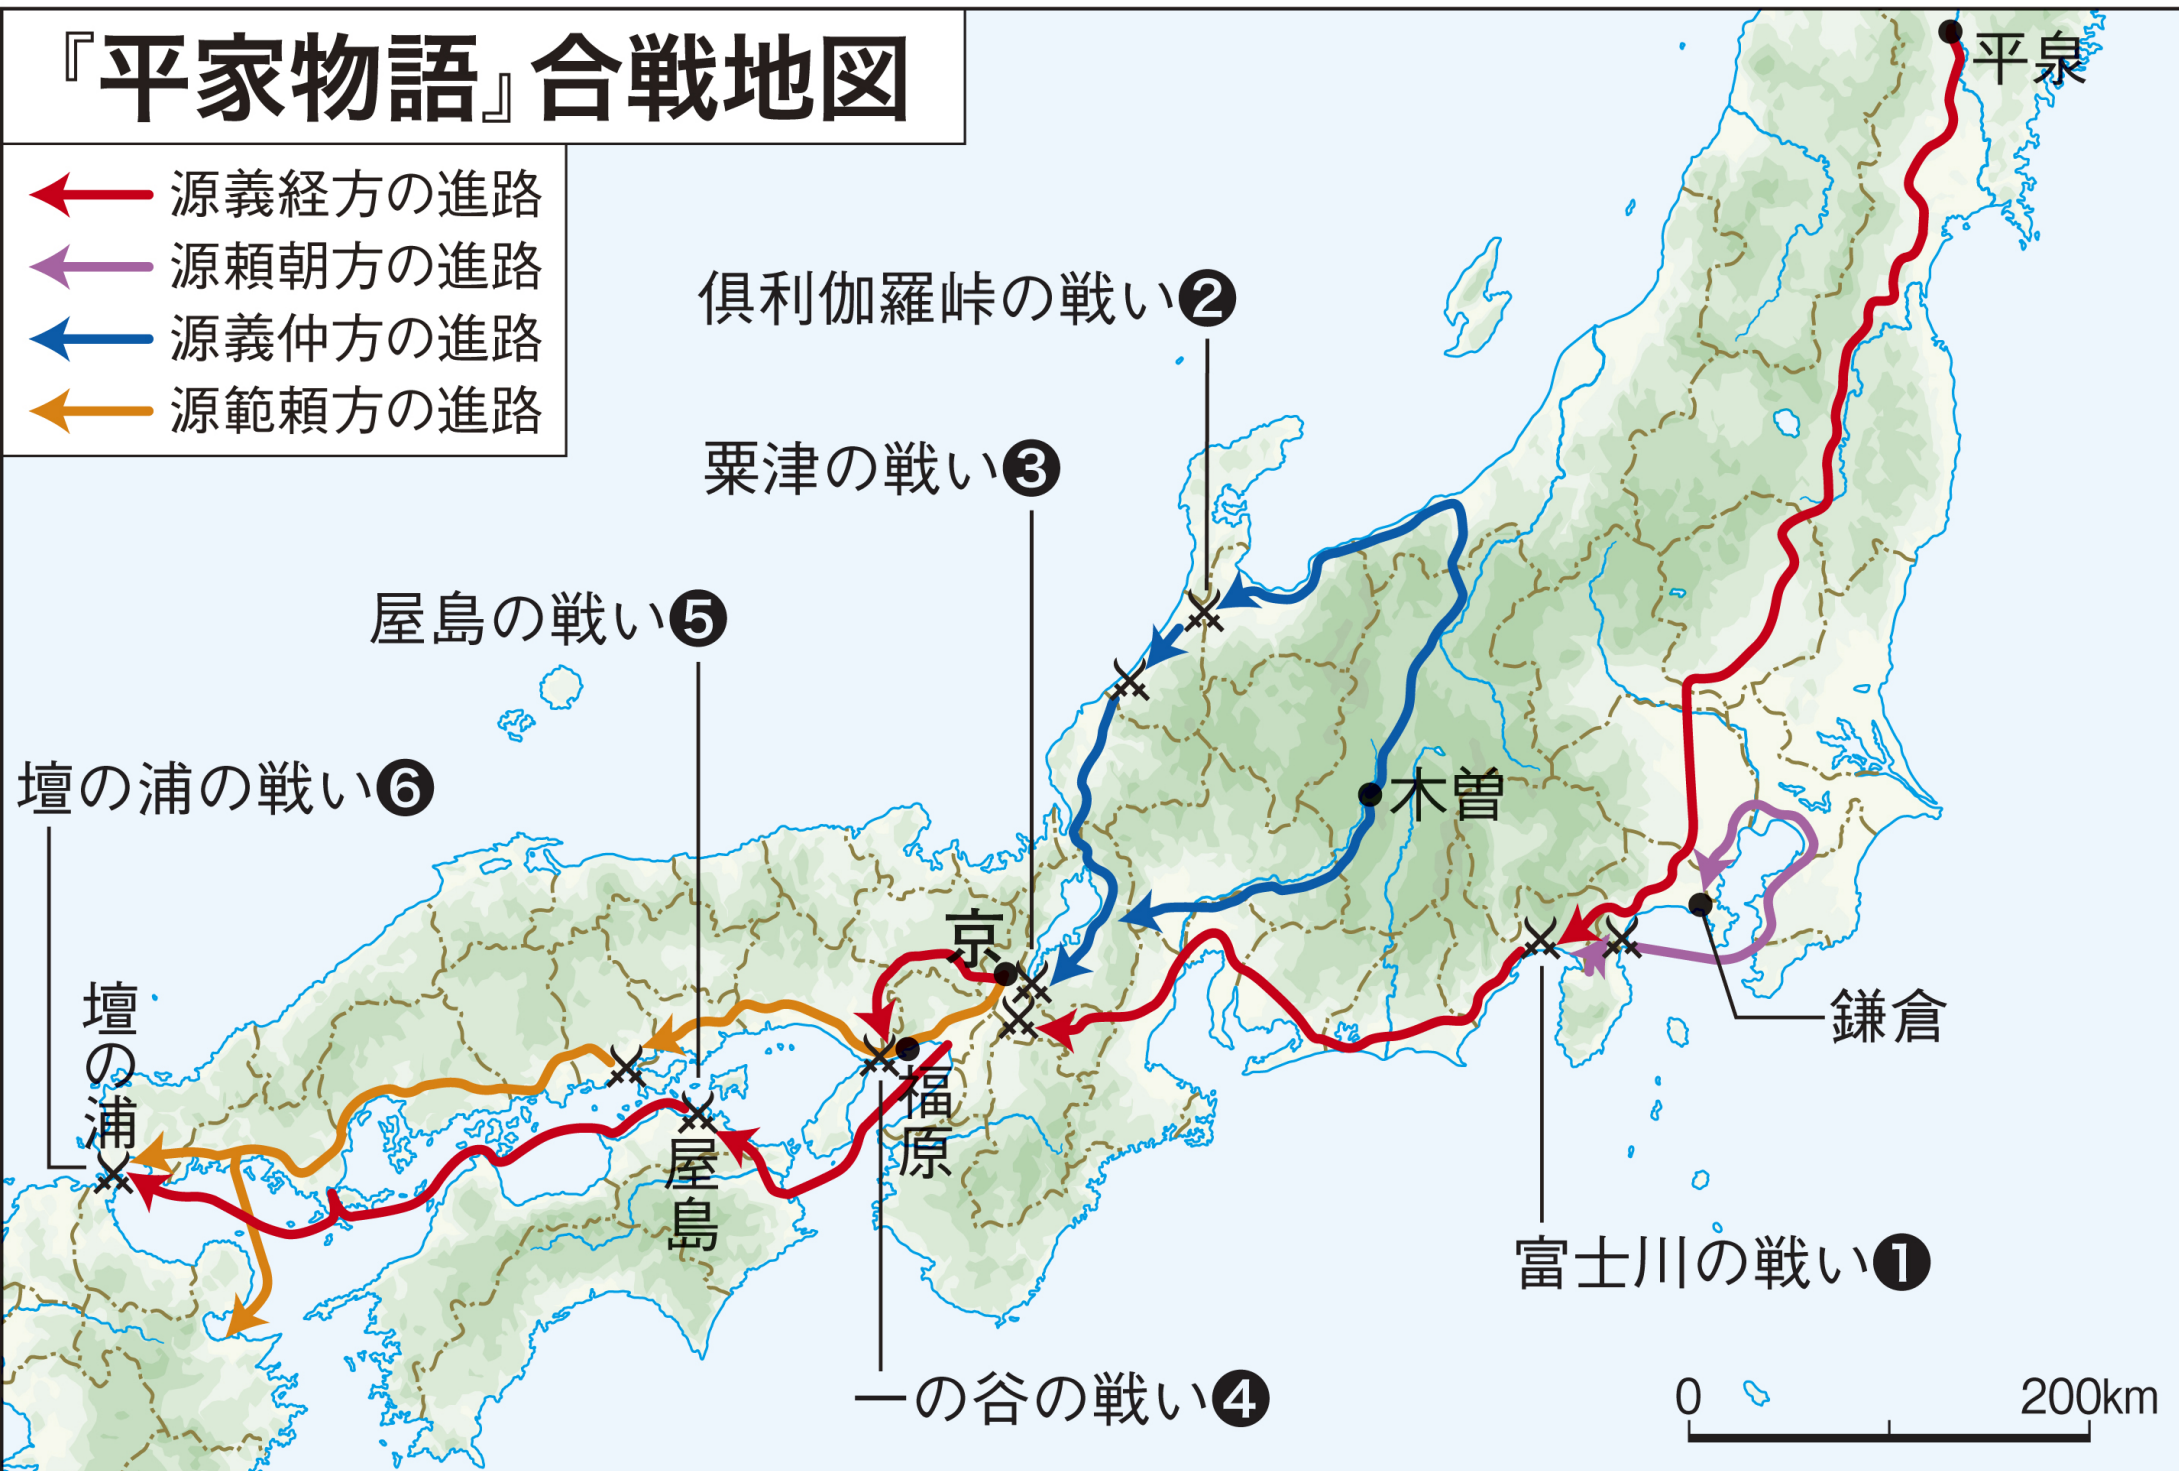 『平家物語』合戦地図
源義経方の進路
源頼朝方の進路
源義仲方の進路
源範頼方の進路
平泉
倶利伽羅峠の戦い❷
粟津の戦い❸
屋島の戦い❺
壇の浦の戦い❻
木曽
京
壇の浦
福原
屋島
鎌倉
富士川の戦い❶
一の谷の戦い❹
0
200km